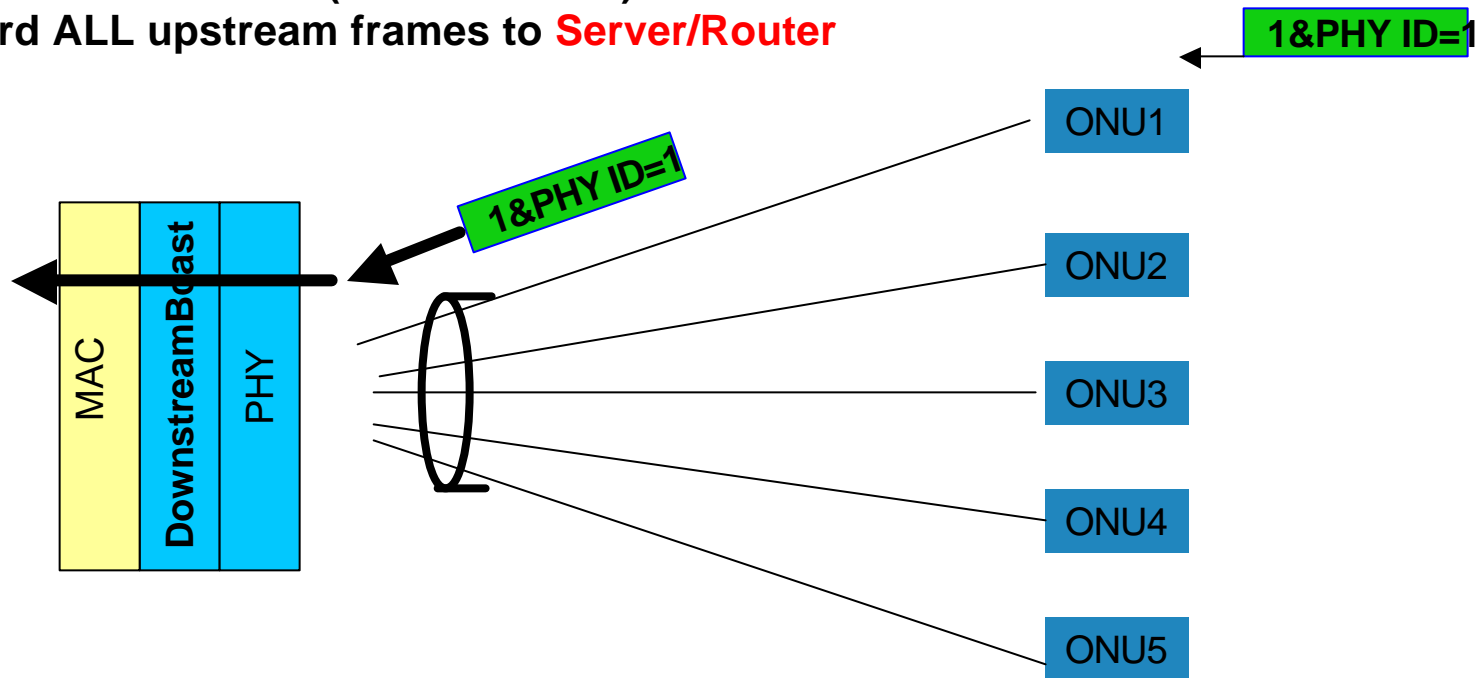 rd ALL upstream frames to Server/Router
1&PHY ID=1
ONU1
1&PHY ID=1
ONU2
MAC
DownstreamBcast
PHY
ONU3
ONU4
ONU5